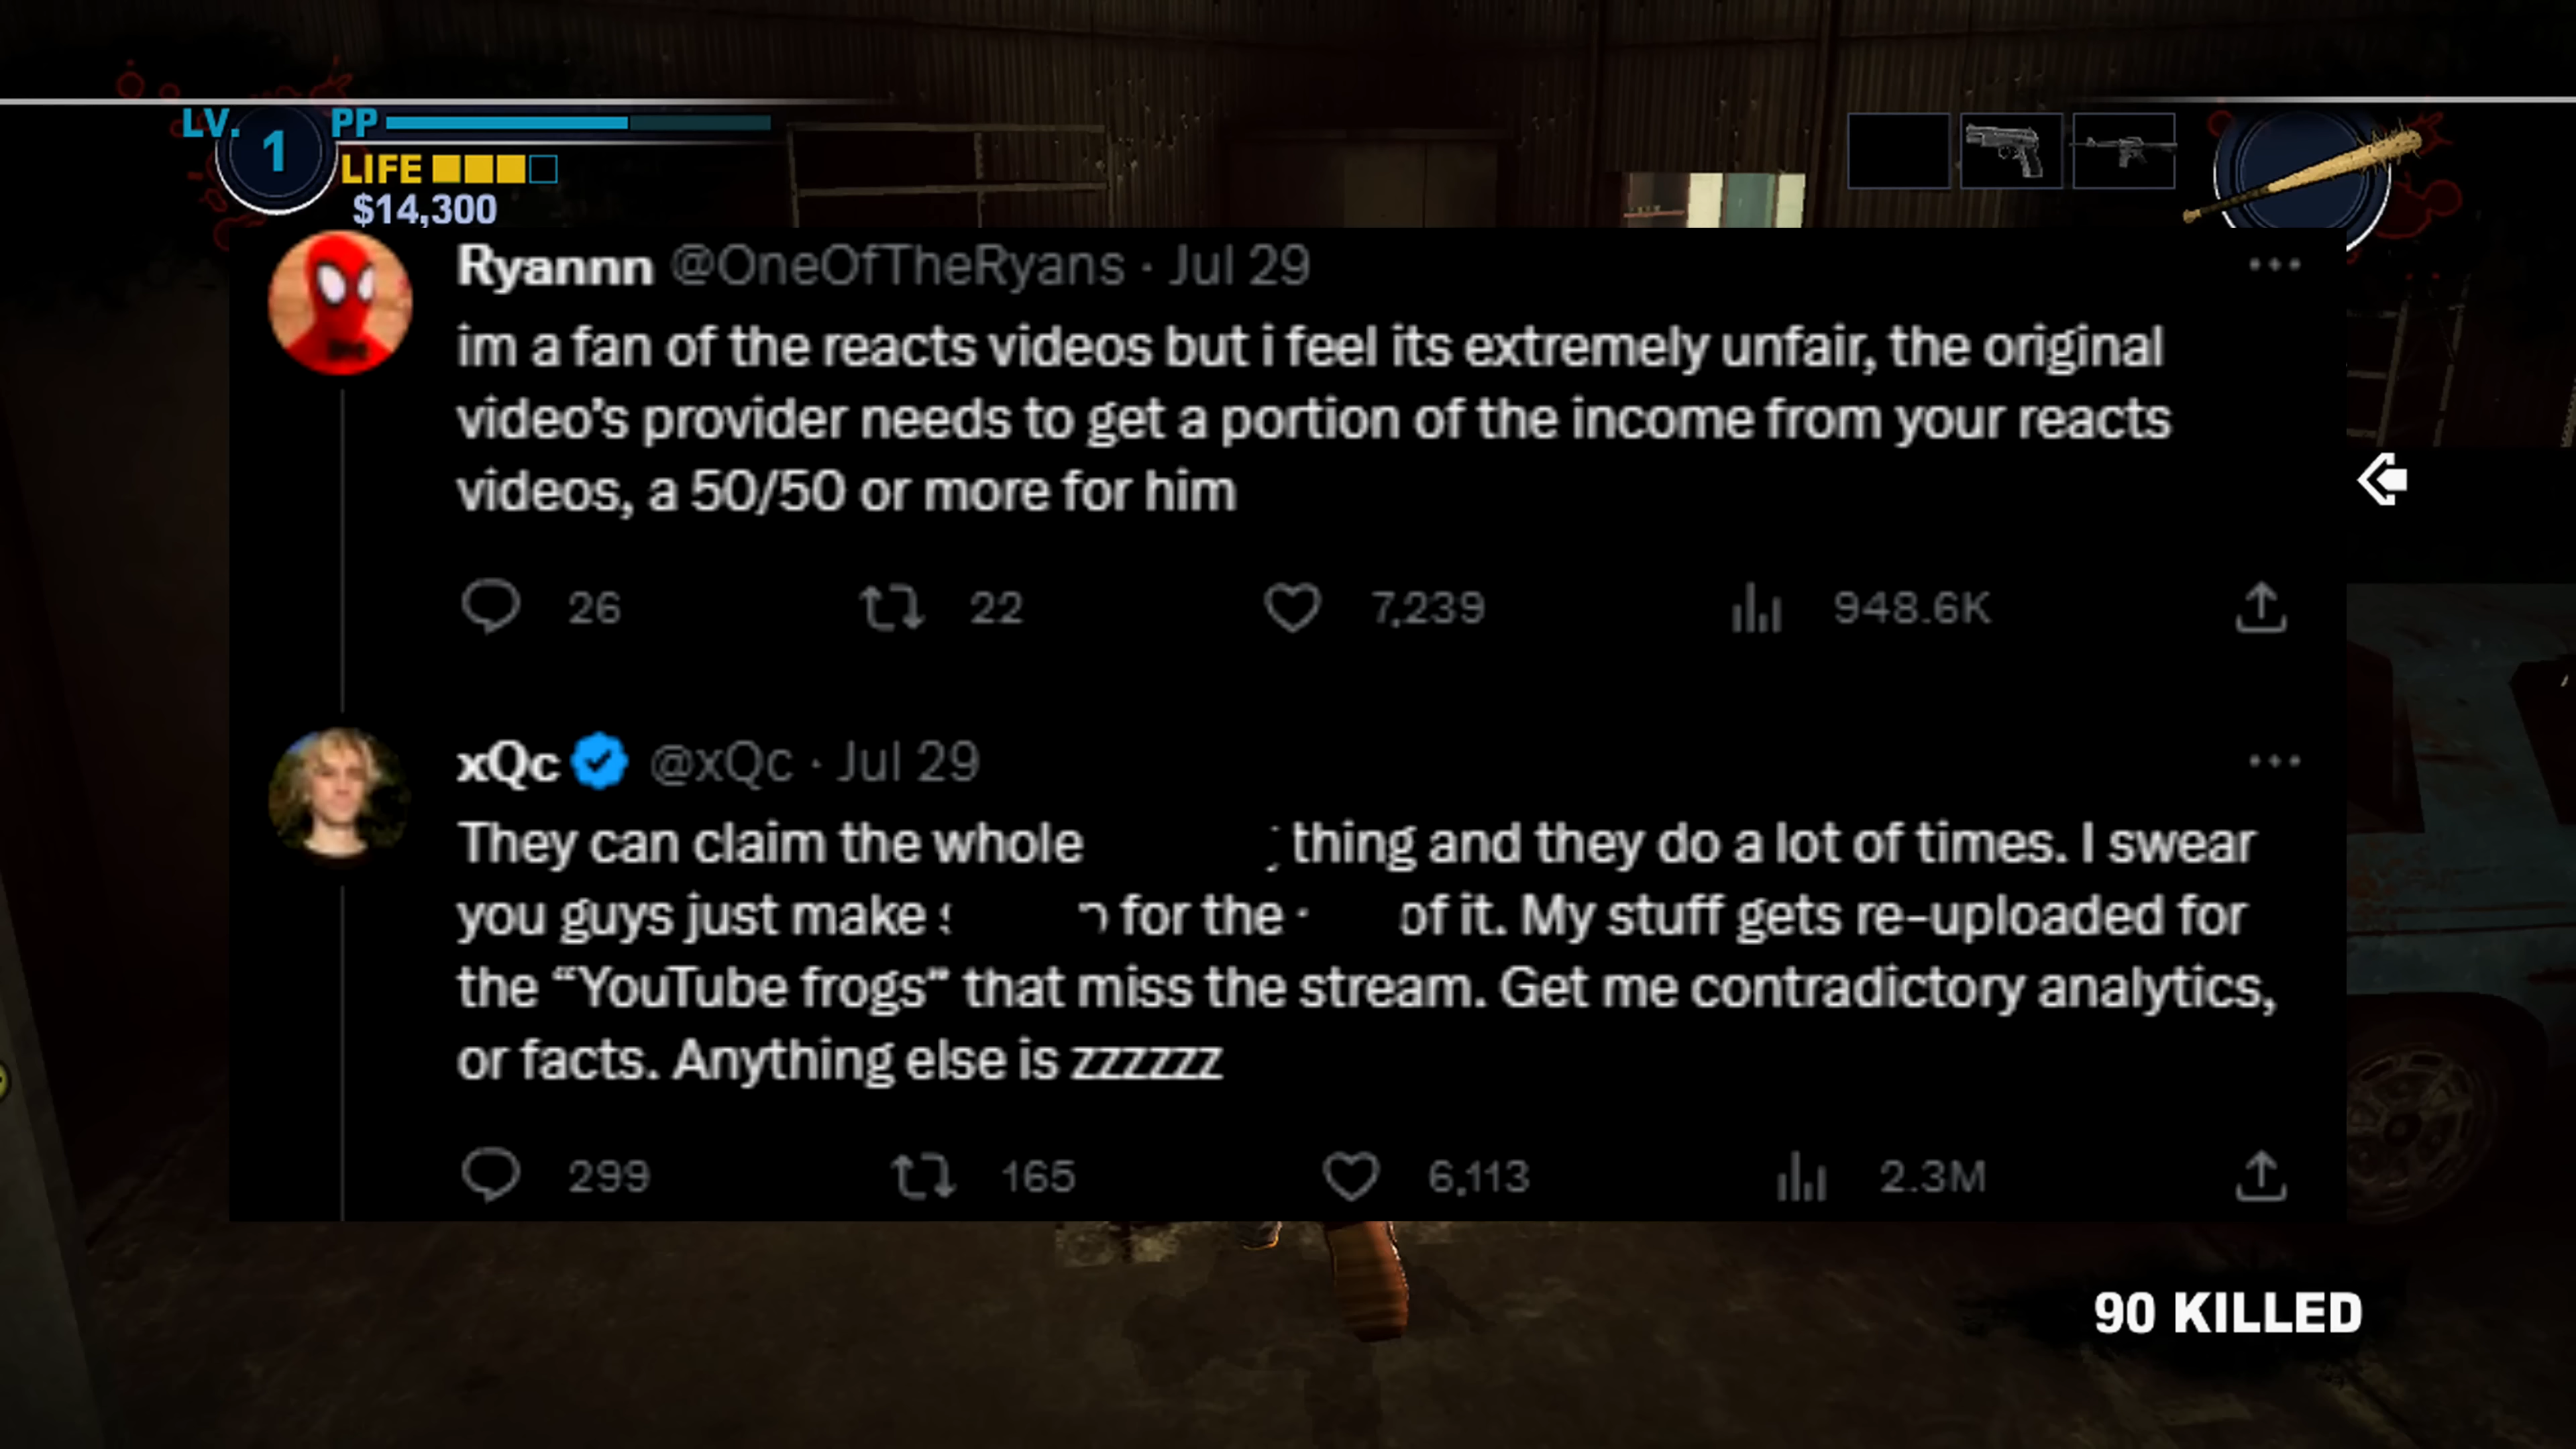 LV. 1 PP
LIFE
$14,300
Ryannn @OneOfTheRyans · Jul 29
im a fan of the reacts videos but i feel its extremely unfair, the original
video’s provider needs to get a portion of the income from your reacts
videos, a 50/50 or more for him
26 22 7,239 948.6K
xQc @xQc · Jul 29
They can claim the whole thing and they do a lot of times. I swear
you guys just make for the of it. My stuff gets re-uploaded for
the “YouTube frogs” that miss the stream. Get me contradictory analytics,
or facts. Anything else is zzzzzz
299 165 6,113 2.3M
90 KILLED